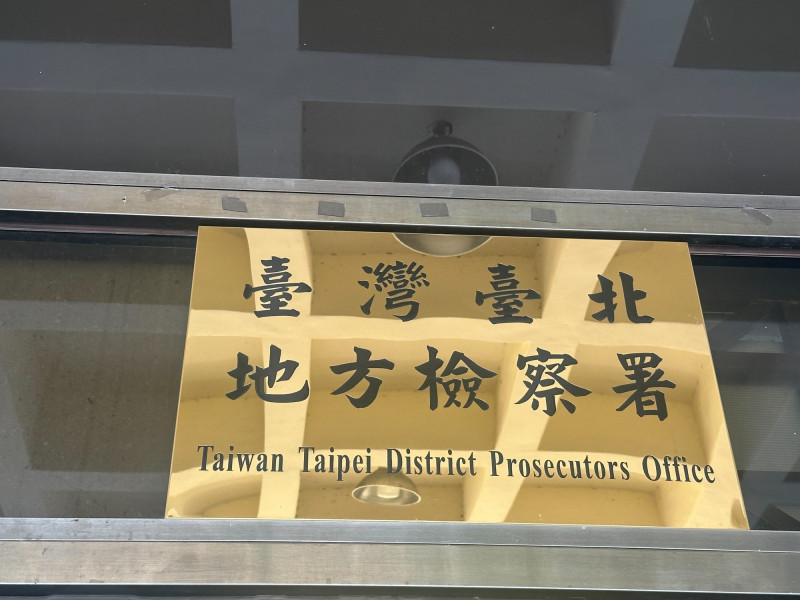 臺灣臺北
地方檢察署
Taiwan Taipei District Prosecutors Office